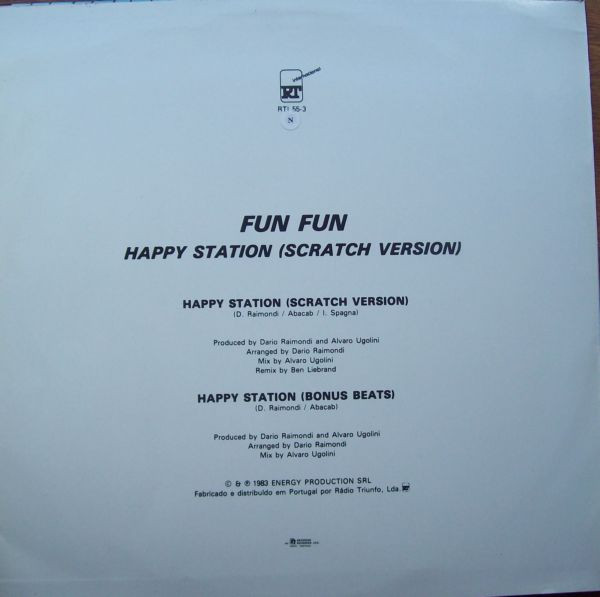 international
RT
RTI 55-3
N
FUN FUN
HAPPY STATION (SCRATCH VERSION)
HAPPY STATION (SCRATCH VERSION)
(D. Raimondi / Abacab / I. Spagna)
Produced by Dario Raimondi and Alvaro Ugolini
Arranged by Dario Raimondi
Mix by Alvaro Ugolini
Remix by Ben Liebrand
HAPPY STATION (BONUS BEATS)
(D. Raimondi / Abacab)
Produced by Dario Raimondi and Alvaro Ugolini
Arranged by Dario Raimondi
Mix by Alvaro Ugolini
© & ℗ 1983 ENERGY PRODUCTION SRL
Fabricado e distribuído em Portugal por Rádio Triunfo, Lda. RT